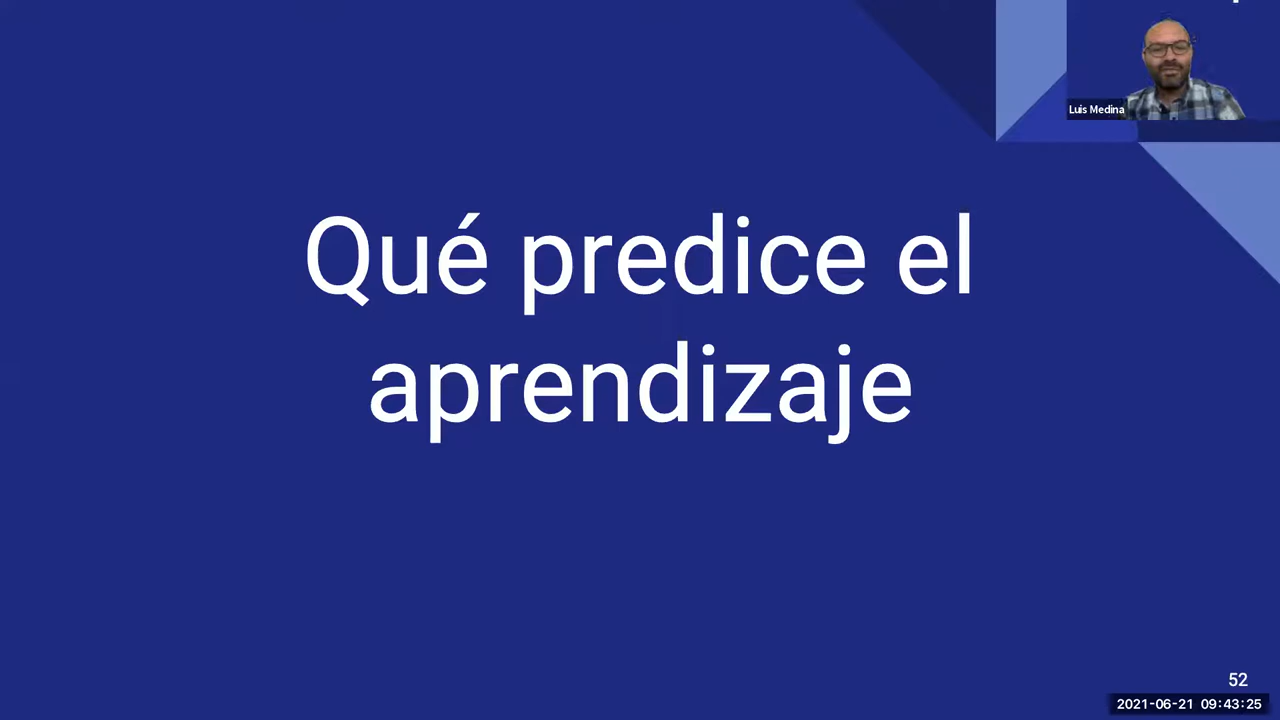 Luis Medina
Qué predice el
aprendizaje
52
2021-06-21 09:43:25